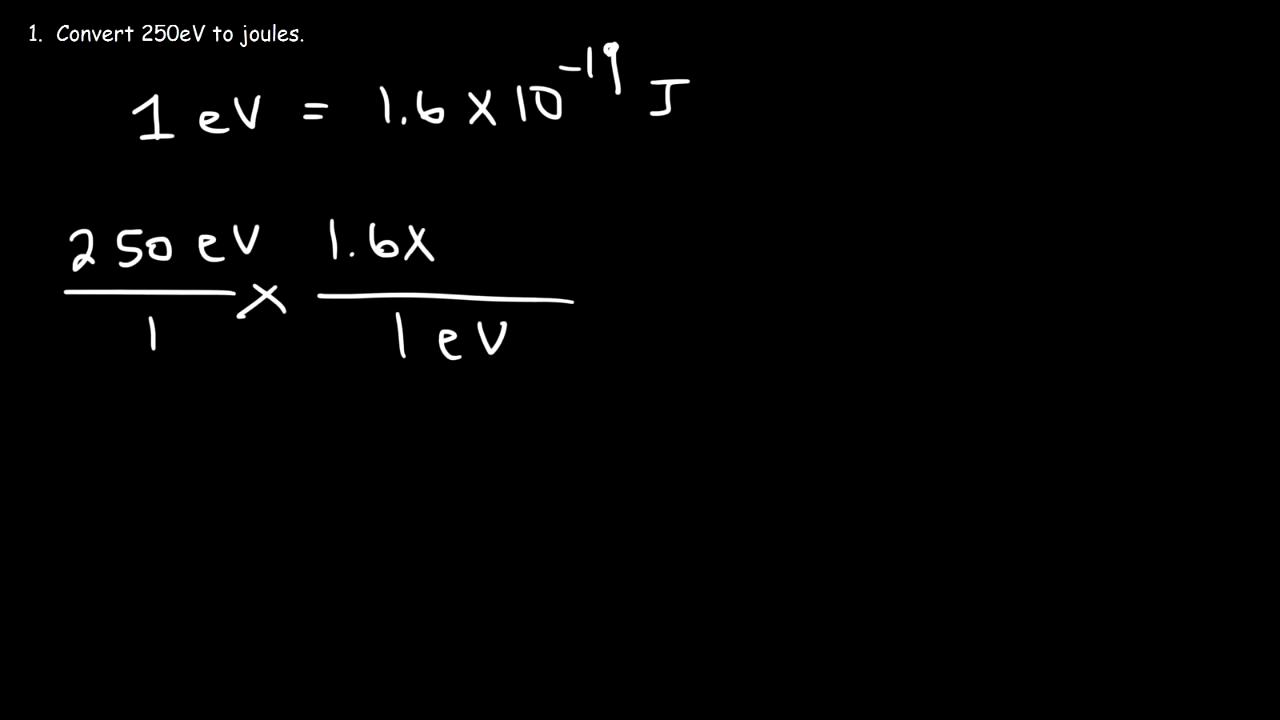 1. Convert 250eV to joules.
1 eV = 1.6 x 10^-19 J
250 eV 1.6x
x
1 1 eV